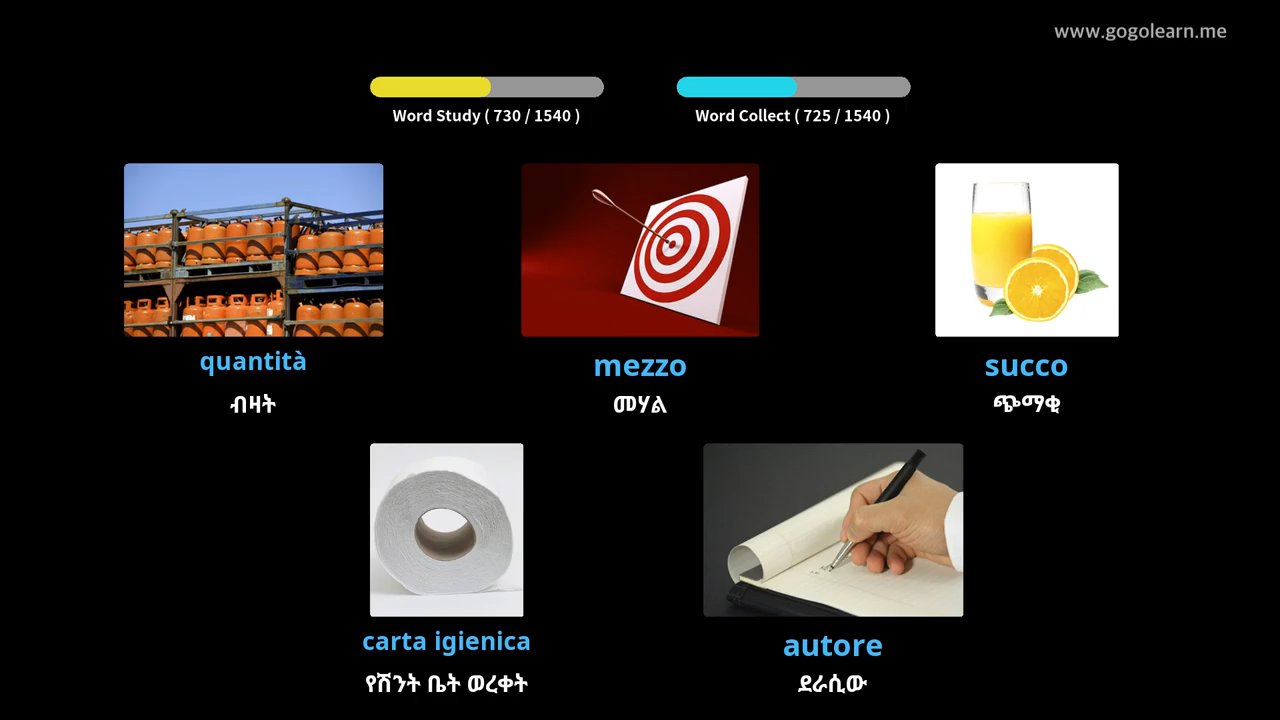 www.gogolearn.me
Word Study ( 730 / 1540 )
Word Collect ( 725 / 1540 )
quantità
ብዛት
mezzo
መሃል
succo
ጭማቂ
carta igienica
የሽንት ቤት ወረቀት
autore
ደራሲው